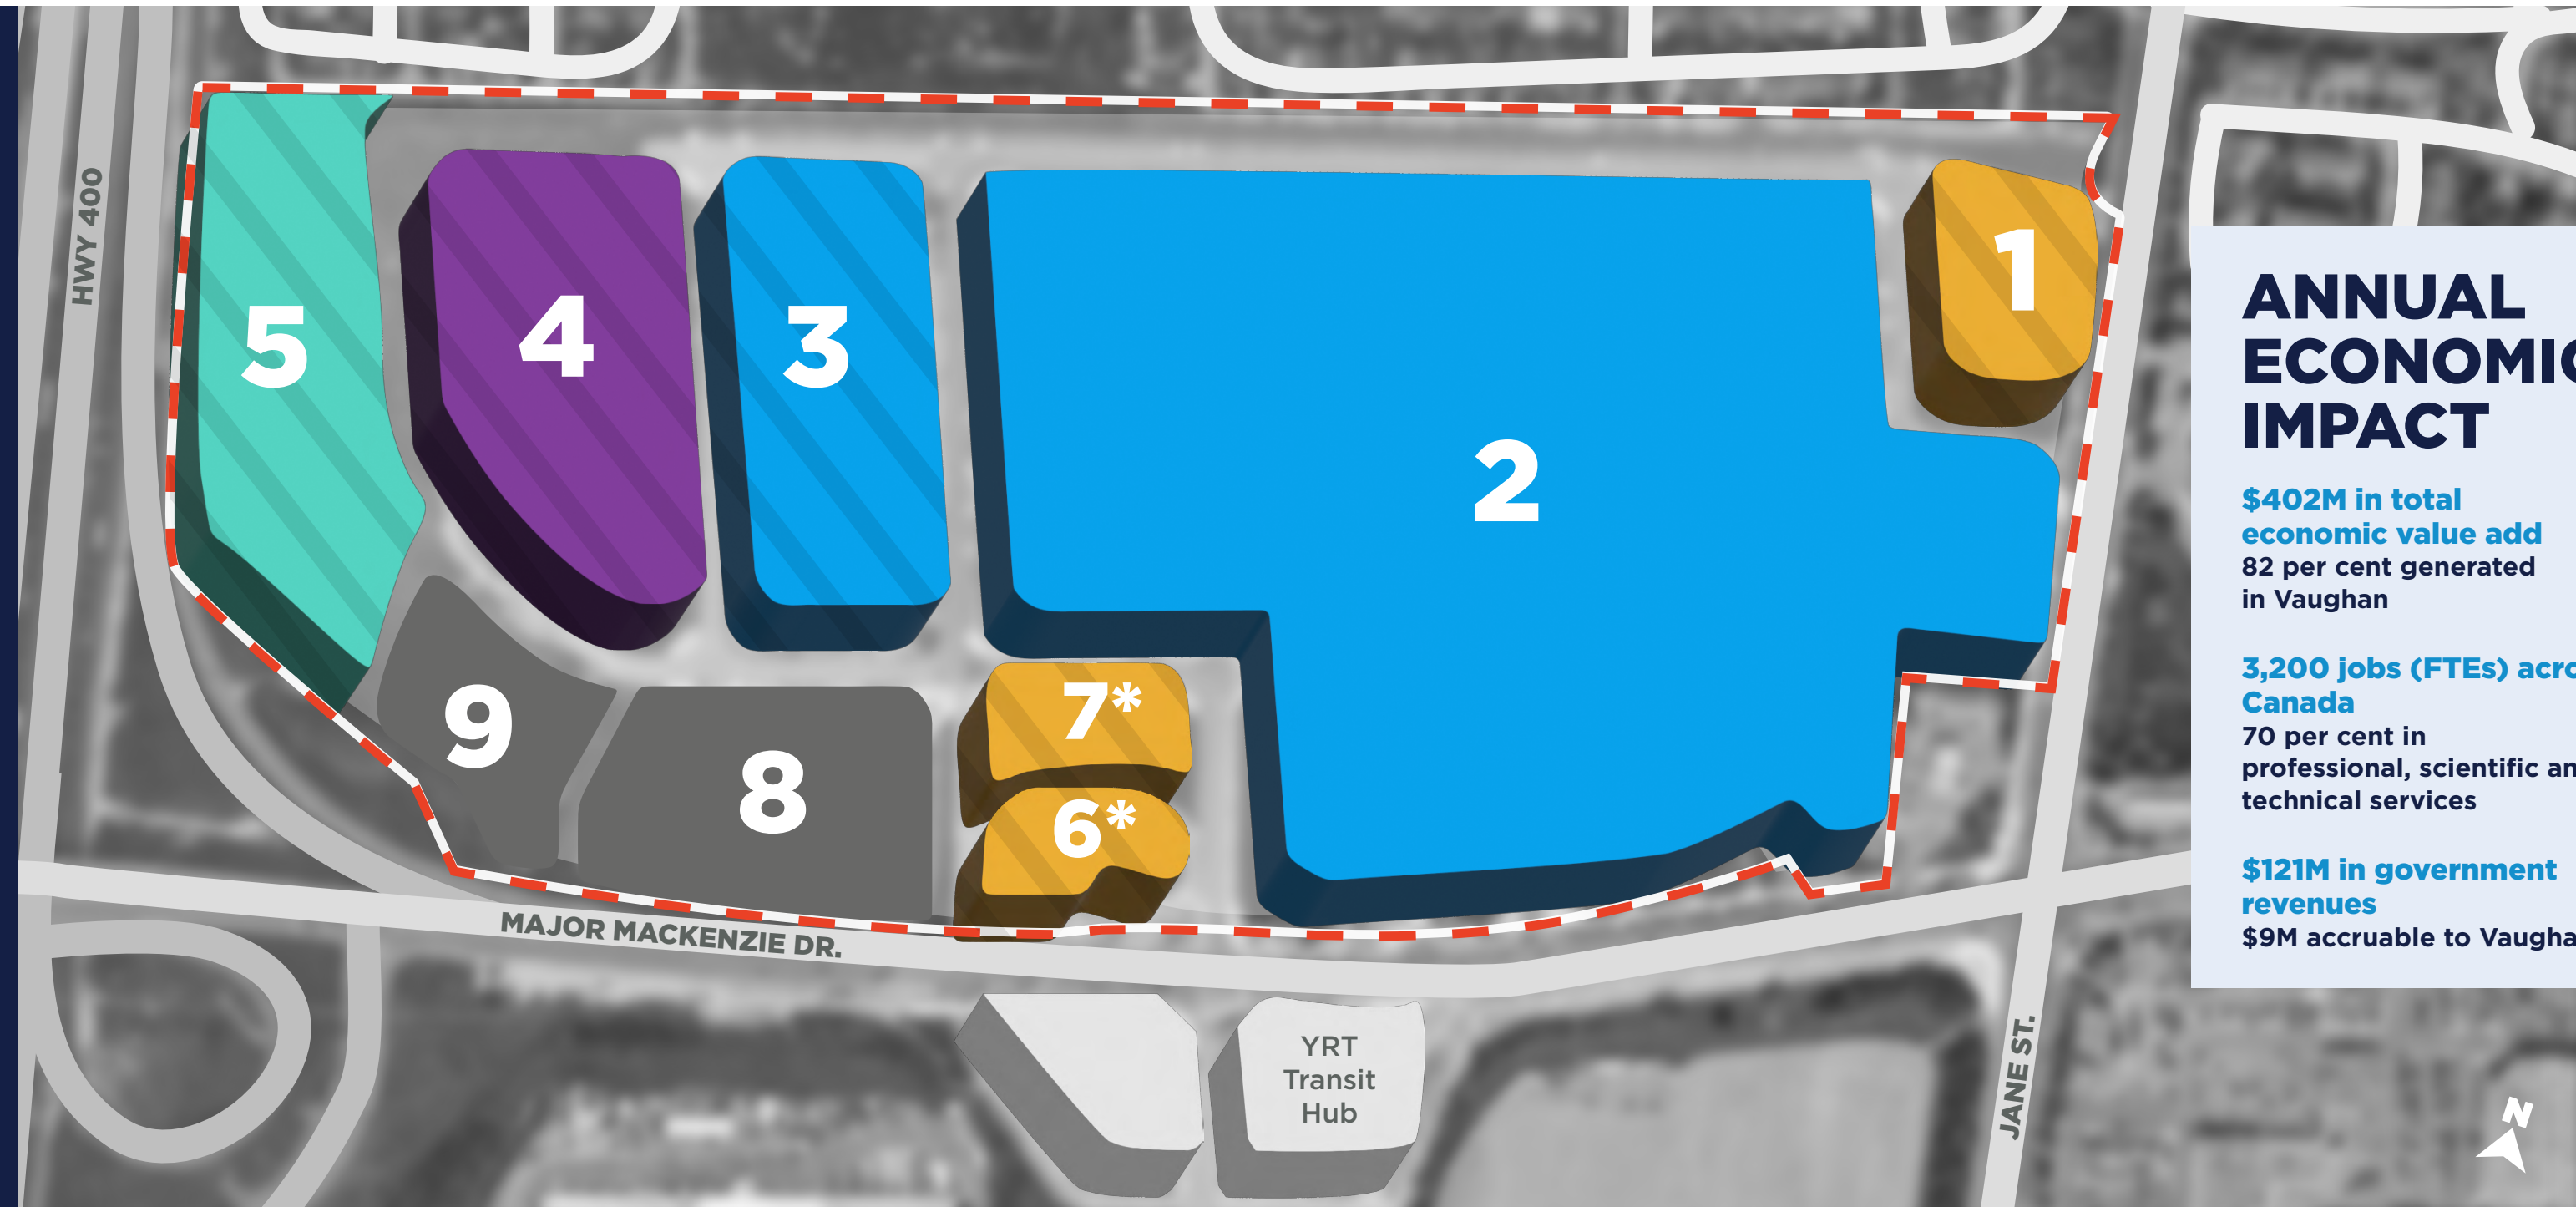 HWY 400
5
4
3
2
1
9
8
7*
6*
MAJOR MACKENZIE DR.
YRT
Transit
Hub
JANE ST.
N
ANNUAL
ECONOMIC
IMPACT
$402M in total
economic value add
82 per cent generated
in Vaughan
3,200 jobs (FTEs) acro
Canada
70 per cent in
professional, scientific an
technical services
$121M in government
revenues
$9M accruable to Vaugha